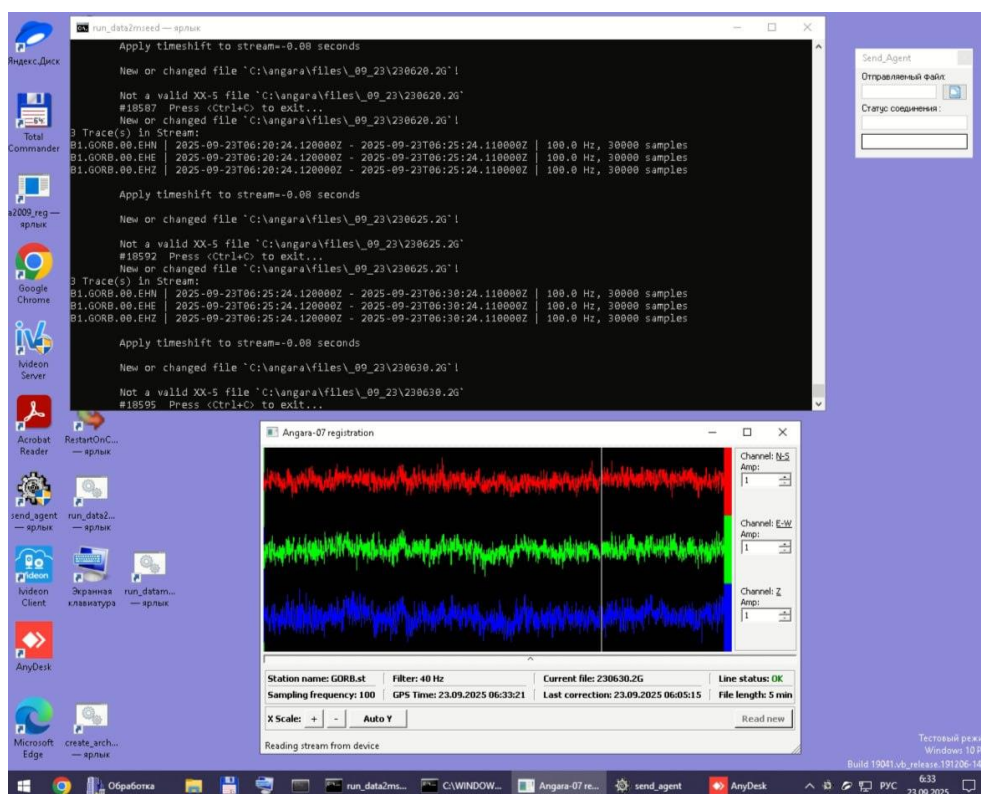 run_data2mseed — ярлык
Apply timeshift to stream=-0.08 seconds
New or changed file `C:\angara\files\_09_23\230620.2G`!
Not a valid XX-5 file `C:\angara\files\_09_23\230620.2G`
#18587 Press <Ctrl+C> to exit...
New or changed file `C:\angara\files\_09_23\230620.2G`!
3 Trace(s) in Stream:
B1.GORB.00.EHN | 2025-09-23T06:20:24.120000Z - 2025-09-23T06:25:24.110000Z | 100.0 Hz, 30000 samples
B1.GORB.00.EHE | 2025-09-23T06:20:24.120000Z - 2025-09-23T06:25:24.110000Z | 100.0 Hz, 30000 samples
B1.GORB.00.EHZ | 2025-09-23T06:20:24.120000Z - 2025-09-23T06:25:24.110000Z | 100.0 Hz, 30000 samples
Apply timeshift to stream=-0.08 seconds
New or changed file `C:\angara\files\_09_23\230625.2G`!
Not a valid XX-5 file `C:\angara\files\_09_23\230625.2G`
#18592 Press <Ctrl+C> to exit...
New or changed file `C:\angara\files\_09_23\230625.2G`!
3 Trace(s) in Stream:
B1.GORB.00.EHN | 2025-09-23T06:25:24.120000Z - 2025-09-23T06:30:24.110000Z | 100.0 Hz, 30000 samples
B1.GORB.00.EHE | 2025-09-23T06:25:24.120000Z - 2025-09-23T06:30:24.110000Z | 100.0 Hz, 30000 samples
B1.GORB.00.EHZ | 2025-09-23T06:25:24.120000Z - 2025-09-23T06:30:24.110000Z | 100.0 Hz, 30000 samples
Apply timeshift to stream=-0.08 seconds
New or changed file `C:\angara\files\_09_23\230630.2G`!
Not a valid XX-5 file `C:\angara\files\_09_23\230630.2G`
#18595 Press <Ctrl+C> to exit...
Send_Agent
Отправляемый файл:
Статус соединения :
Яндекс.Диск
64
Total
Commander
a2009_reg —
ярлык
Google
Chrome
Ivideon
Server
Acrobat
Reader
RestartOnC...
— ярлык
send_agent
— ярлык
run_data2...
— ярлык
Ivideon
Client
Экранная
клавиатура
run_datam...
— ярлык
AnyDesk
Microsoft
Edge
create_arch...
— ярлык
Angara-07 registration
Channel: N-S
Amp:
1
Channel: E-W
Amp:
1
Channel: Z
Amp:
1
Station name: GORB.st Filter: 40 Hz Current file: 230630.2G Line status: OK
Sampling frequency: 100 GPS Time: 23.09.2025 06:33:21 Last correction: 23.09.2025 06:05:15 File length: 5 min
X Scale: + - Auto Y Read new
Reading stream from device
Тестовый режи
Windows 10 P
Build 19041.vb_release.191206-14
Обработка run_data2ms... C:\WINDOW... Angara-07 re... send_agent AnyDesk РУС 6:33
23.09.2025